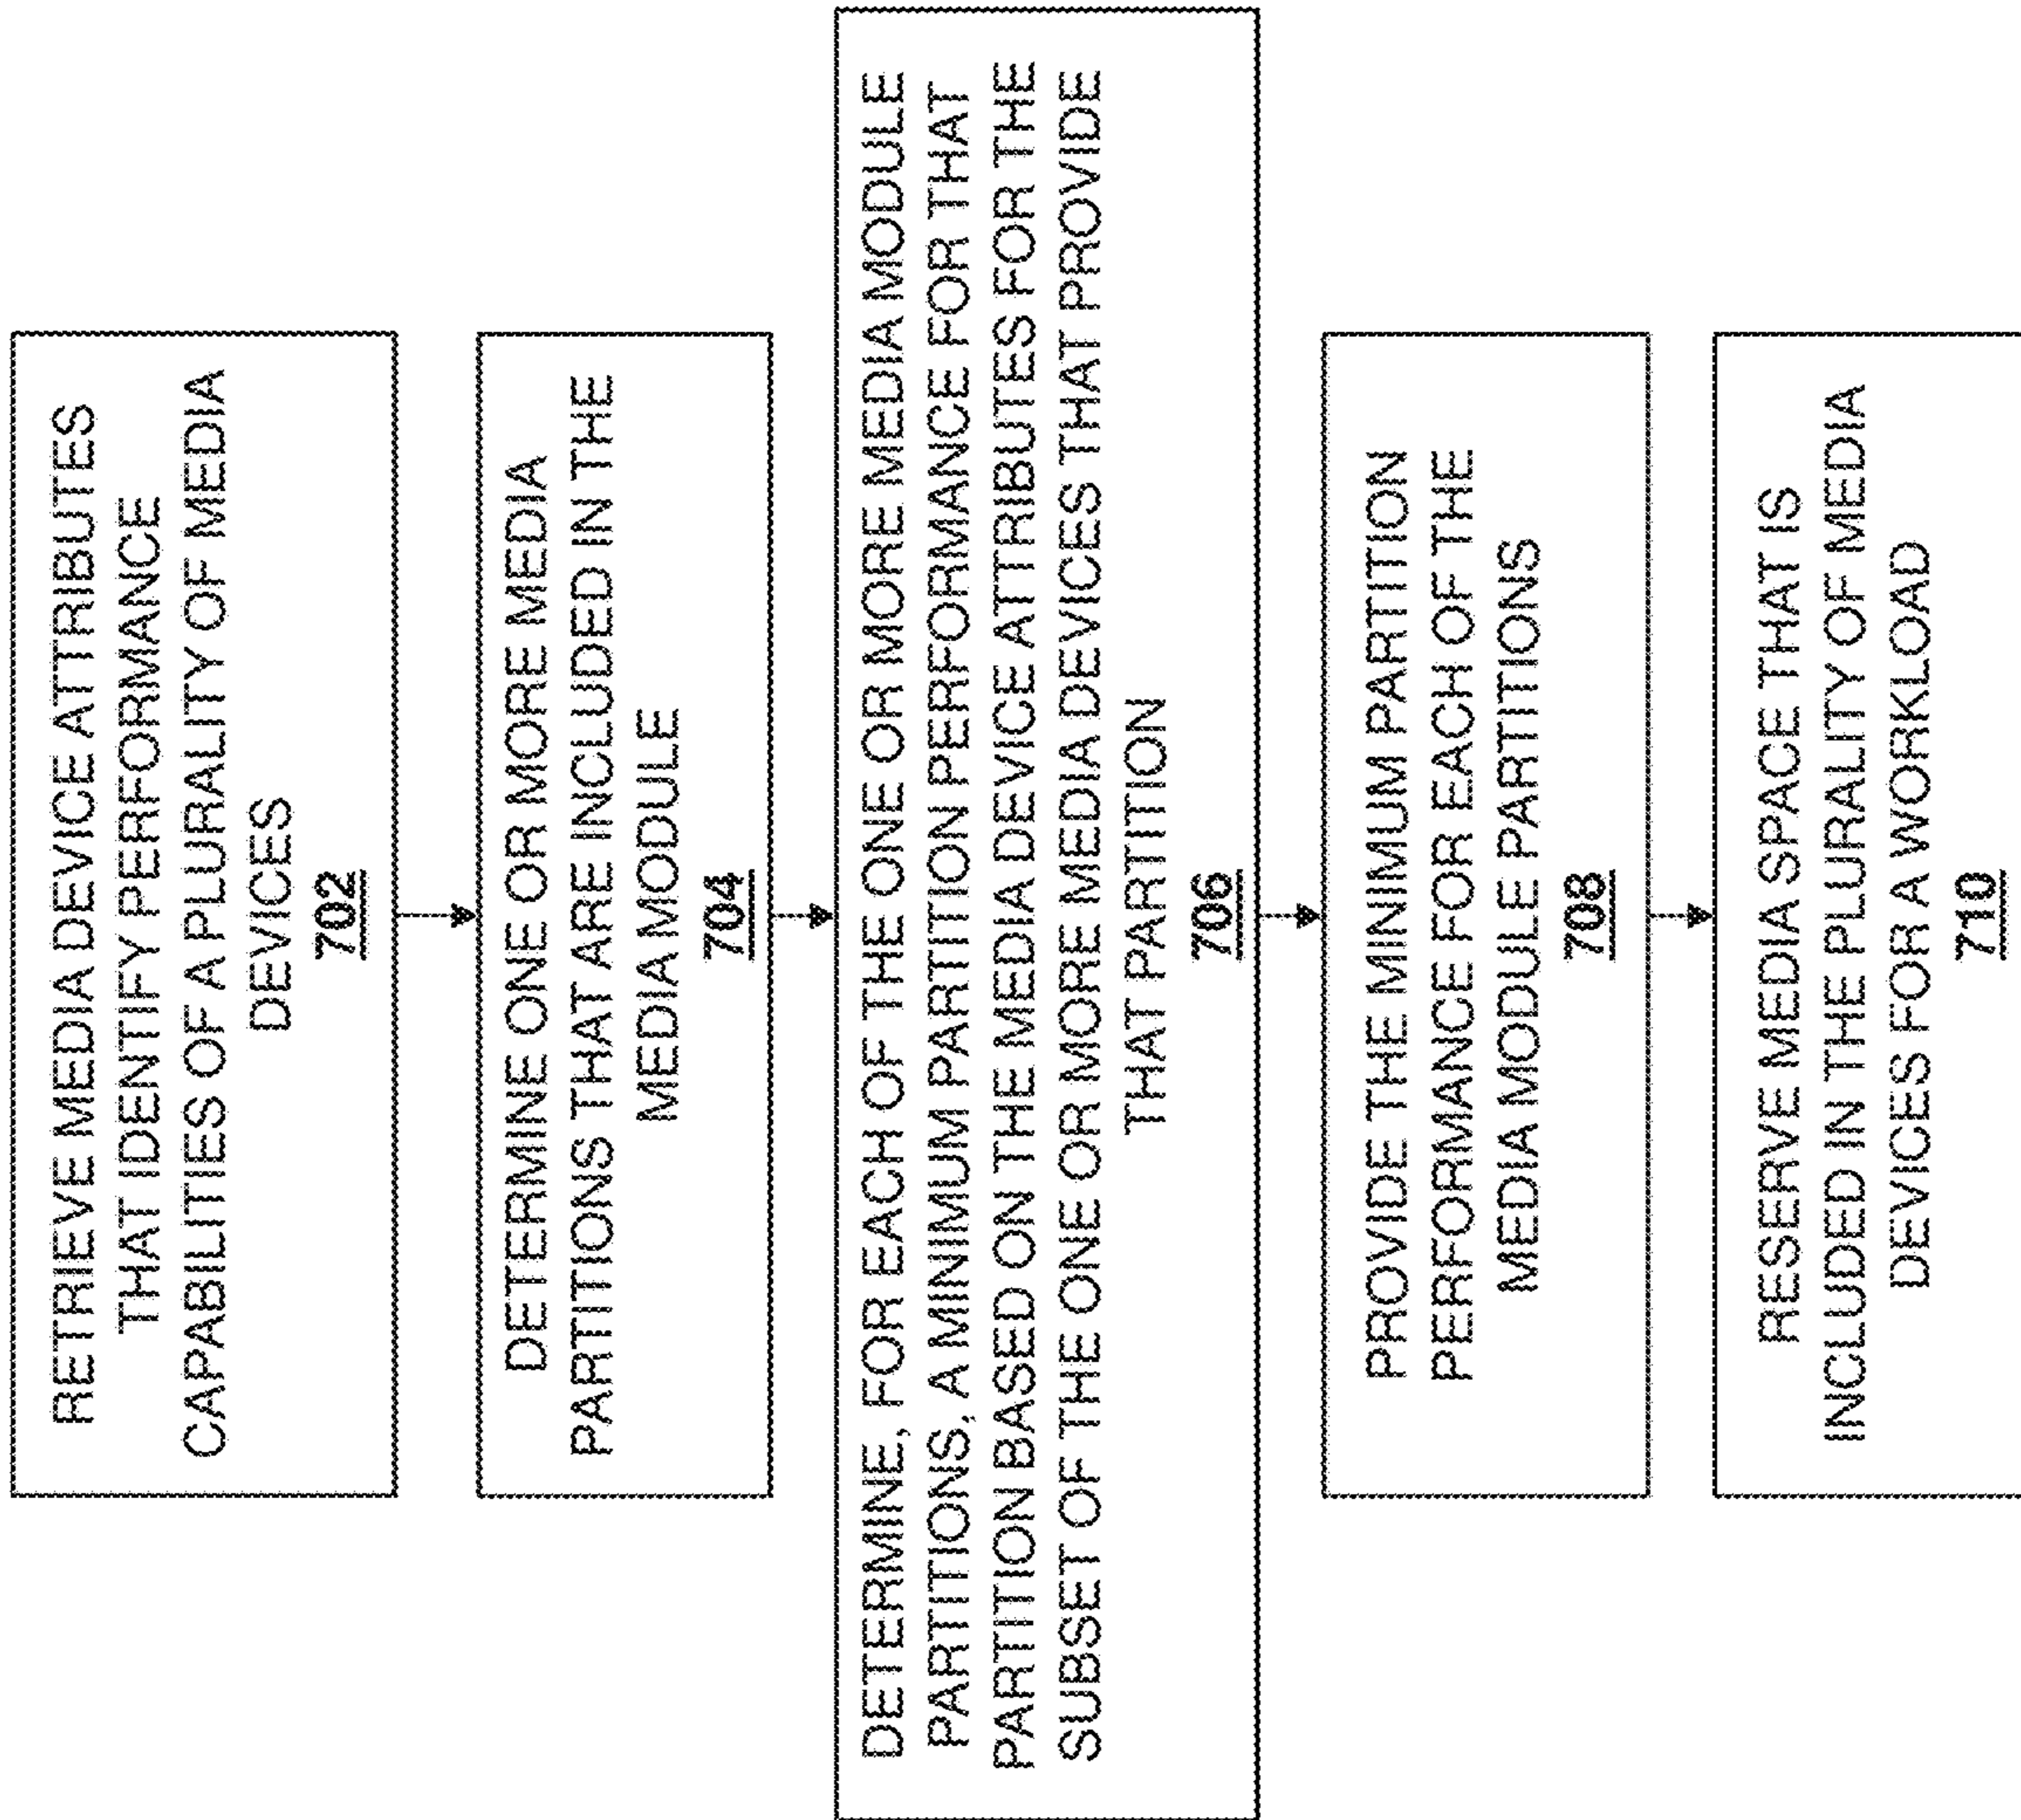 RETRIEVE MEDIA DEVICE ATTRIBUTES
THAT IDENTIFY PERFORMANCE
CAPABILITIES OF A PLURALITY OF MEDIA
DEVICES
702
DETERMINE ONE OR MORE MEDIA
PARTITIONS THAT ARE INCLUDED IN THE
MEDIA MODULE
704
DETERMINE, FOR EACH OF THE ONE OR MORE MEDIA MODULE
PARTITIONS, A MINIMUM PARTITION PERFORMANCE FOR THAT
PARTITION BASED ON THE MEDIA DEVICE ATTRIBUTES FOR THE
SUBSET OF THE ONE OR MORE MEDIA DEVICES THAT PROVIDE
THAT PARTITION
706
PROVIDE THE MINIMUM PARTITION
PERFORMANCE FOR EACH OF THE
MEDIA MODULE PARTITIONS
708
RESERVE MEDIA SPACE THAT IS
INCLUDED IN THE PLURALITY OF MEDIA
DEVICES FOR A WORKLOAD
710